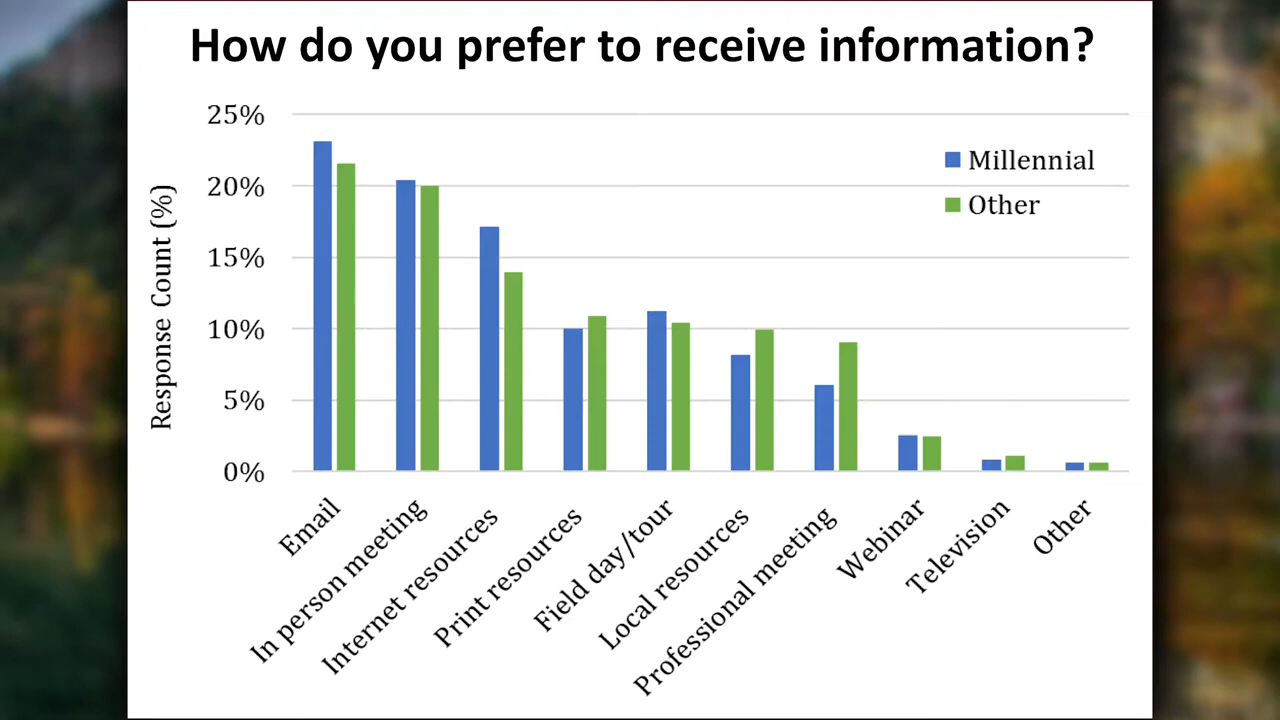 How do you prefer to receive information?
25%
20%
15%
10%
5%
0%
Response Count (%)
Millennial
Other
Email
In person meeting
Internet resources
Print resources
Field day/tour
Local resources
Professional meeting
Webinar
Television
Other